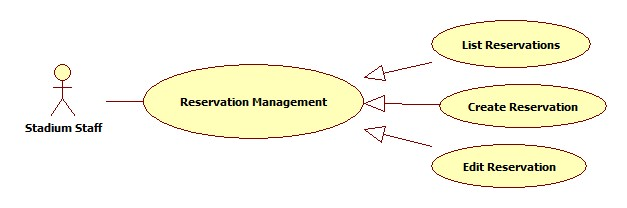 List Reservations
Reservation Management
Create Reservation
Stadium Staff
Edit Reservation